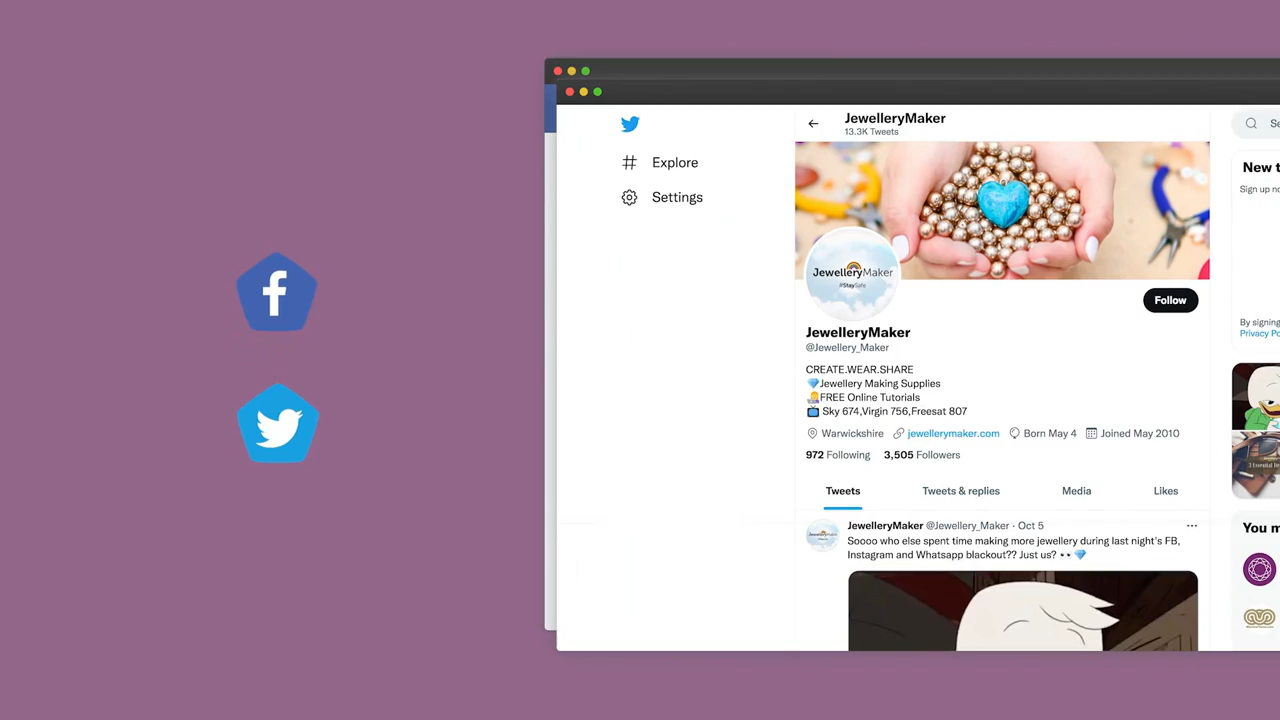 JewelleryMaker
13.3K Tweets
Explore
Settings
Se
New t
Sign up no
JewelleryMaker
#StaySafe
Follow
By signing
Privacy Po
JewelleryMaker
@Jewellery_Maker
CREATE.WEAR.SHARE
💎Jewellery Making Supplies
FREE Online Tutorials
📺 Sky 674,Virgin 756,Freesat 807
Warwickshire jewellerymaker.com Born May 4 Joined May 2010
972 Following 3,505 Followers
Tweets Tweets & replies Media Likes
JewelleryMaker @Jewellery_Maker · Oct 5
Soooo who else spent time making more jewellery during last night's FB,
Instagram and Whatsapp blackout?? Just us? 👀 💎
You m